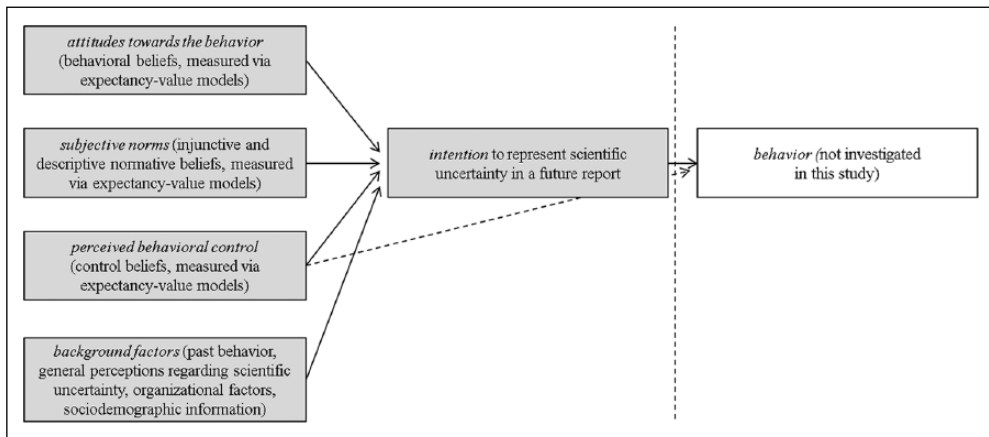 attitudes towards the behavior
(behavioral beliefs, measured via
expectancy-value models)
subjective norms (injunctive and
descriptive normative beliefs, measured
via expectancy-value models)
perceived behavioral control
(control beliefs, measured via
expectancy-value models)
background factors (past behavior,
general perceptions regarding scientific
uncertainty, organizational factors,
sociodemographic information)
intention to represent scientific
uncertainty in a future report
behavior (not investigated
in this study)